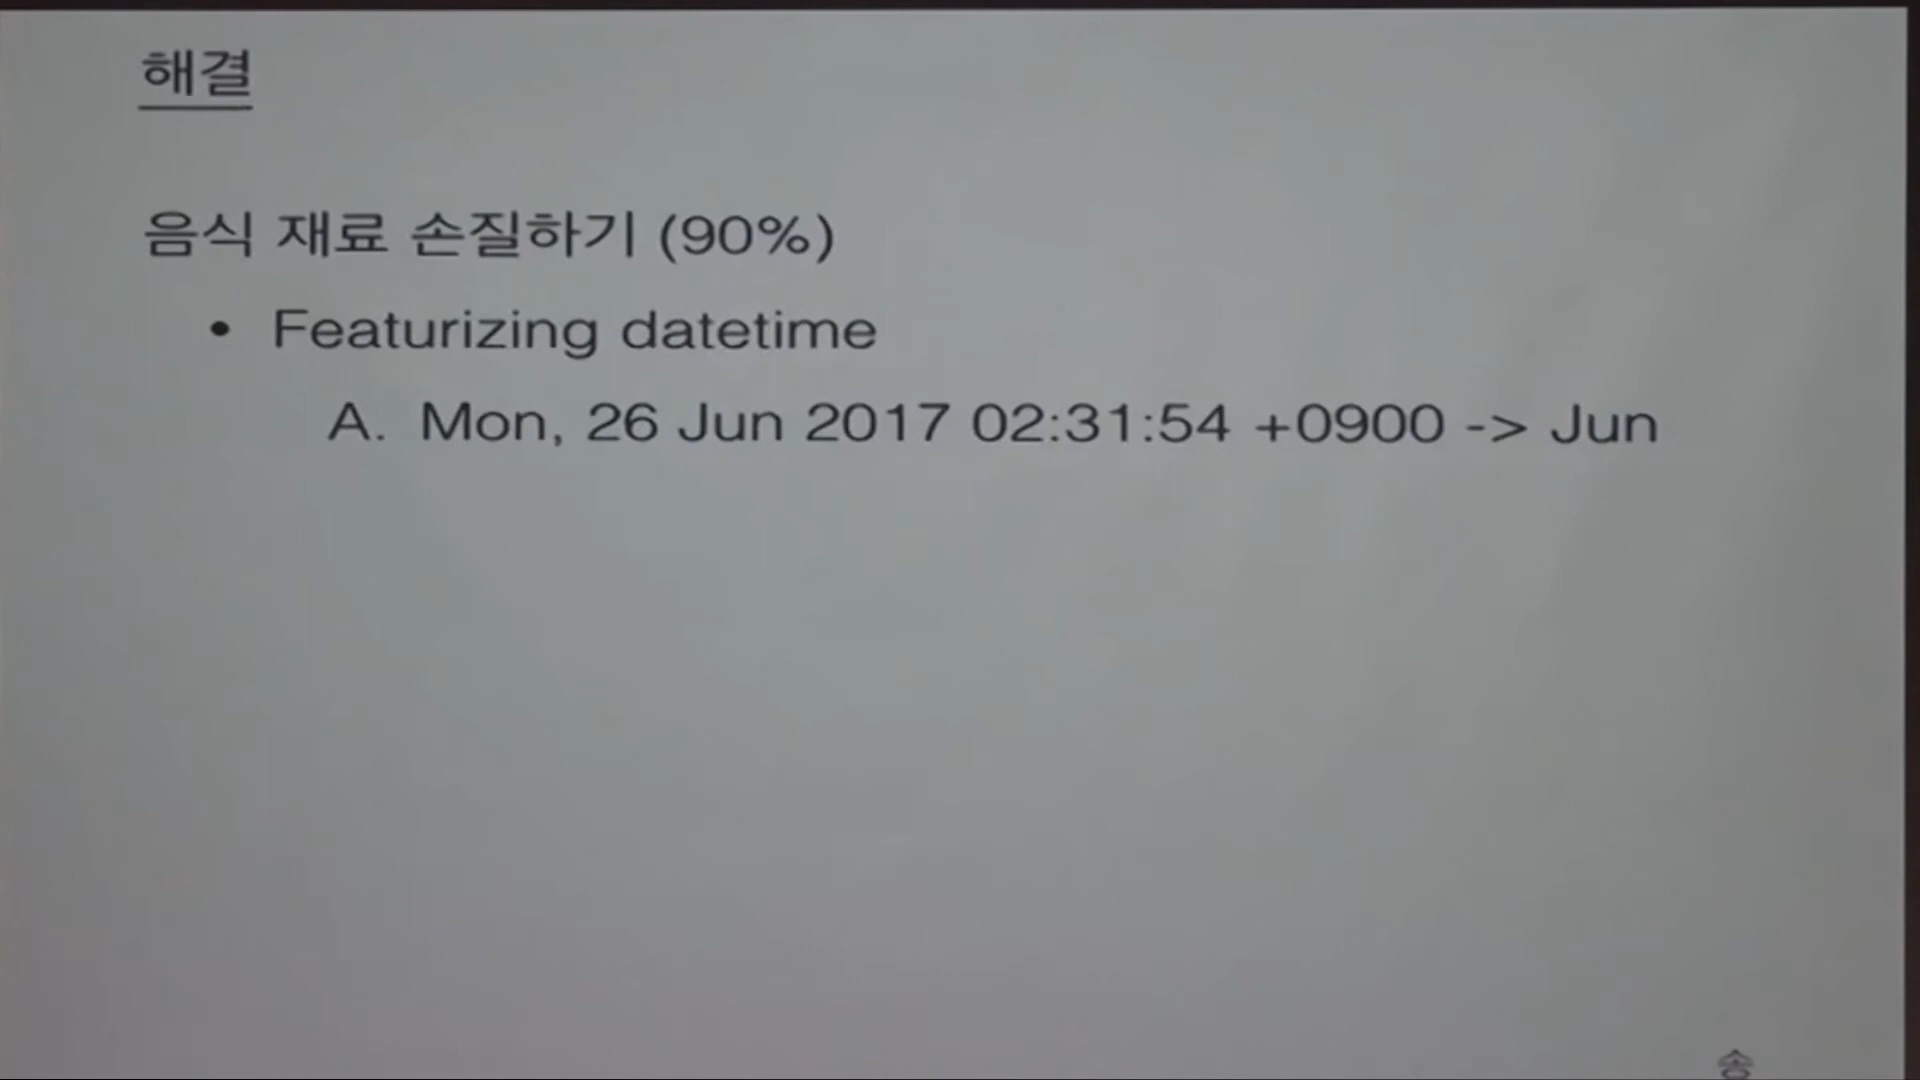 해결
음식 재료 손질하기 (90%)
• Featurizing datetime
A. Mon, 26 Jun 2017 02:31:54 +0900 -> Jun
송